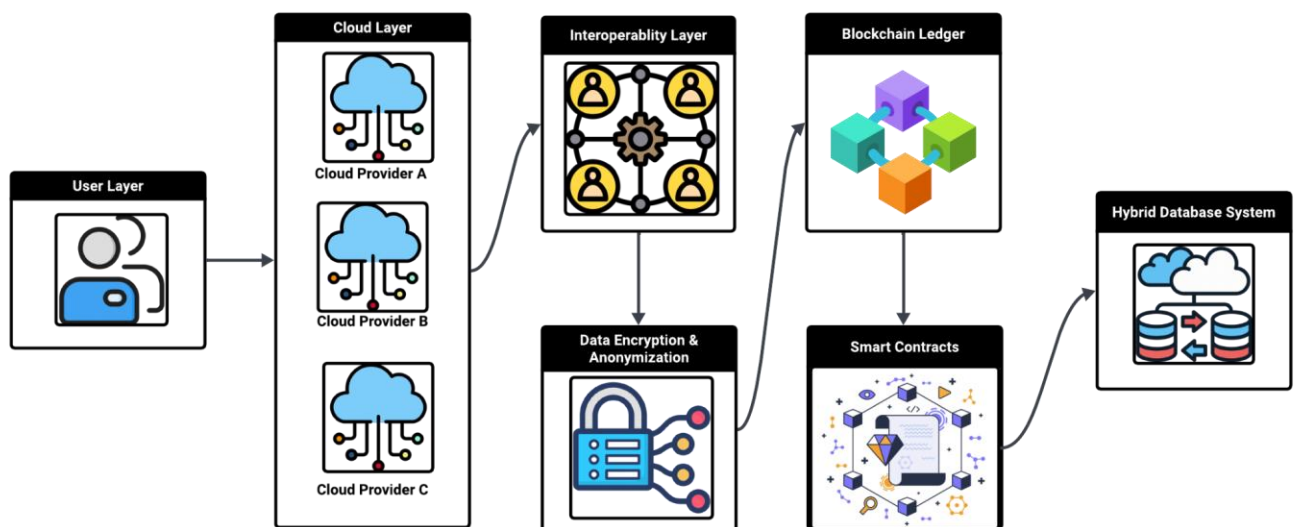 User Layer
Cloud Layer
Cloud Provider A
Cloud Provider B
Cloud Provider C
Interoperablity Layer
Data Encryption &
Anonymization
Blockchain Ledger
Smart Contracts
</>
Hybrid Database System